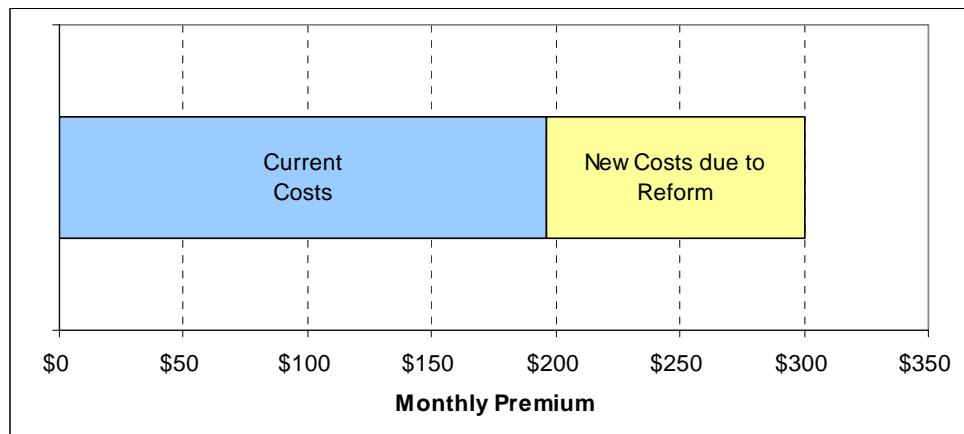 Current
Costs
New Costs due to
Reform
$0 $50 $100 $150 $200 $250 $300 $350
Monthly Premium